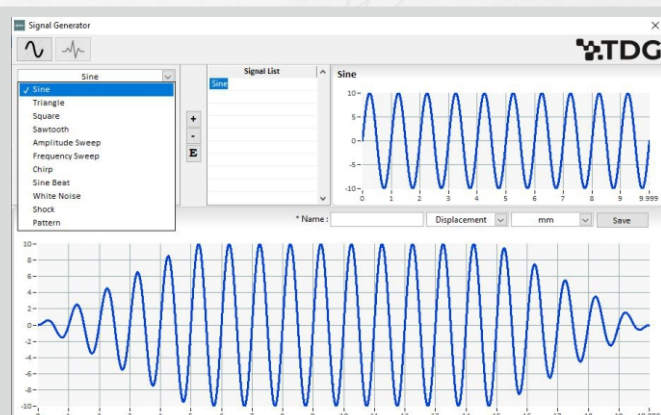 Signal Generator
TDG
Sine
✓ Sine
Triangle
Square
Sawtooth
Amplitude Sweep
Frequency Sweep
Chirp
Sine Beat
White Noise
Shock
Pattern
+
-
E
Signal List
Sine
Sine
10-
5-
0-
-5-
-10-
0 1 2 3 4 5 6 7 8 9 9.999
* Name :
Displacement
mm
Save
10-
8-
6-
4-
2-
0-
-2-
-4-
-6-
-8-
-10-